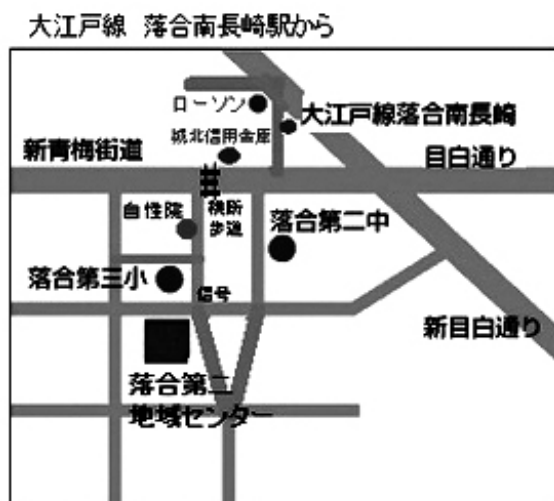 大江戸線 落合南長崎駅から
ローソン
大江戸線落合南長崎
城北信用金庫
新青梅街道
目白通り
自性院
横断
歩道
落合第二中
落合第三小
信号
新目白通り
落合第二
地域センター